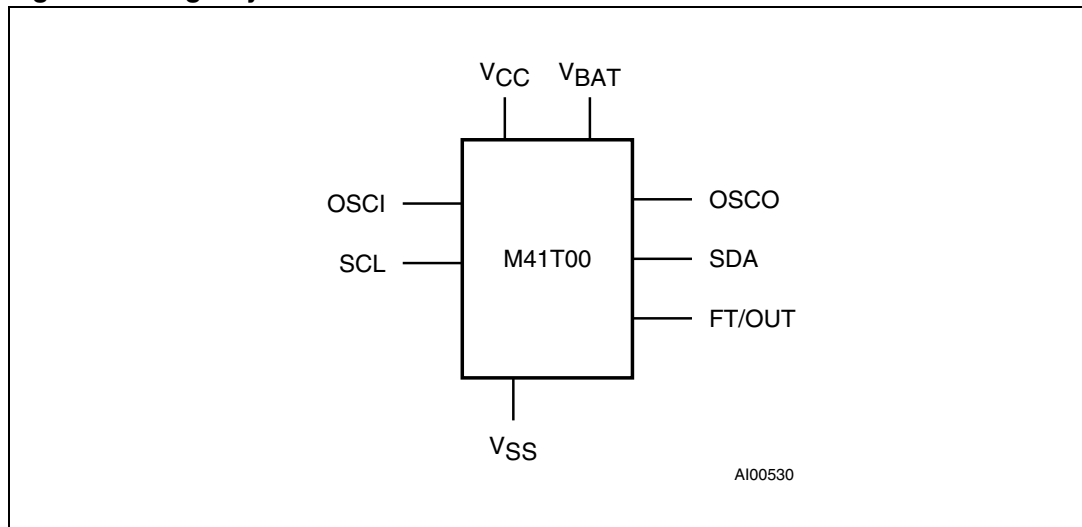 VCC VBAT
OSCI OSCO
SCL M41T00 SDA
FT/OUT
VSS
AI00530